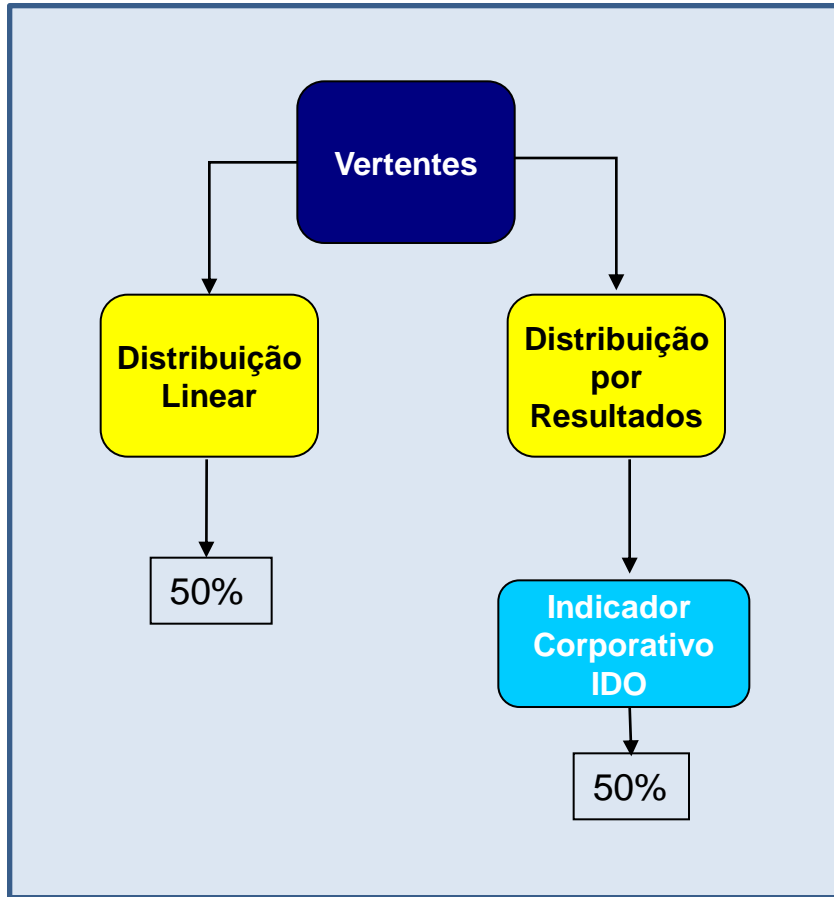 Vertentes
Distribuição
Linear
Distribuição
por
Resultados
50%
Indicador
Corporativo
IDO
50%